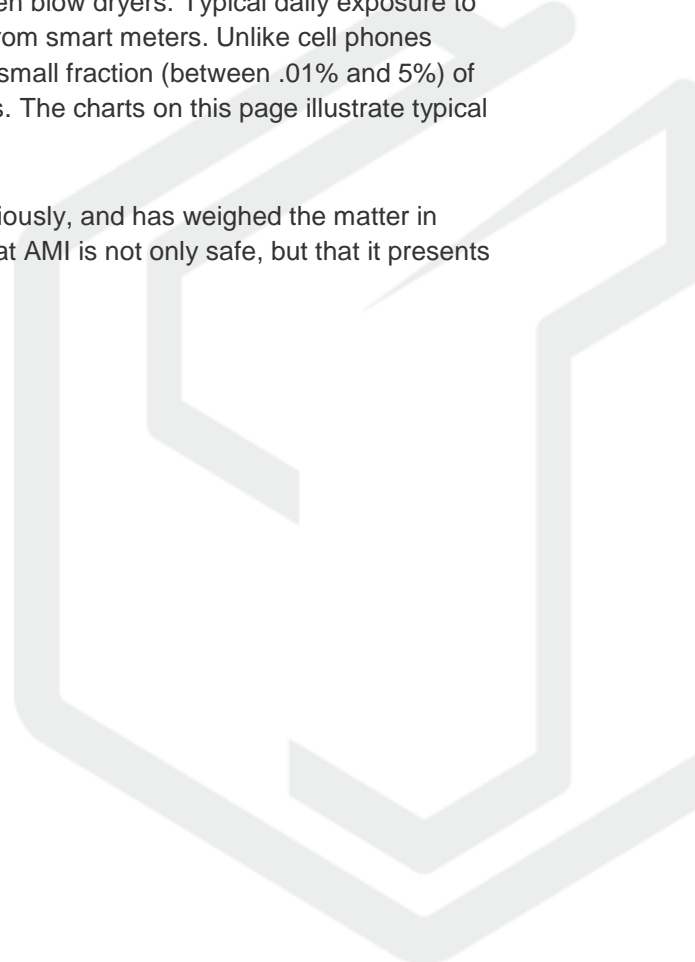 en blow dryers. Typical daily exposure to
rom smart meters. Unlike cell phones
small fraction (between .01% and 5%) of
s. The charts on this page illustrate typical
iously, and has weighed the matter in
at AMI is not only safe, but that it presents